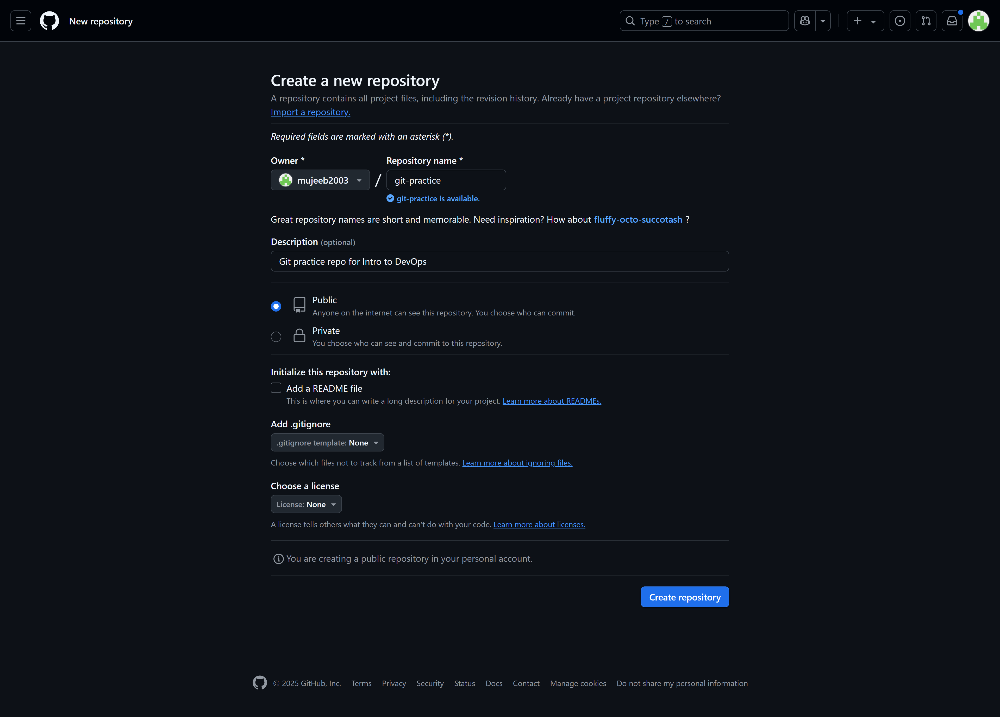 New repository
Type / to search
Create a new repository
A repository contains all project files, including the revision history. Already have a project repository elsewhere?
Import a repository.
Required fields are marked with an asterisk (*).
Owner *
Repository name *
mujeeb2003
/
git-practice
git-practice is available.
Great repository names are short and memorable. Need inspiration? How about fluffy-octo-succotash ?
Description (optional)
Git practice repo for Intro to DevOps
Public
Anyone on the internet can see this repository. You choose who can commit.
Private
You choose who can see and commit to this repository.
Initialize this repository with:
Add a README file
This is where you can write a long description for your project. Learn more about READMEs.
Add .gitignore
.gitignore template: None
Choose which files not to track from a list of templates. Learn more about ignoring files.
Choose a license
License: None
A license tells others what they can and can't do with your code. Learn more about licenses.
You are creating a public repository in your personal account.
Create repository
© 2025 GitHub, Inc. Terms Privacy Security Status Docs Contact Manage cookies Do not share my personal information